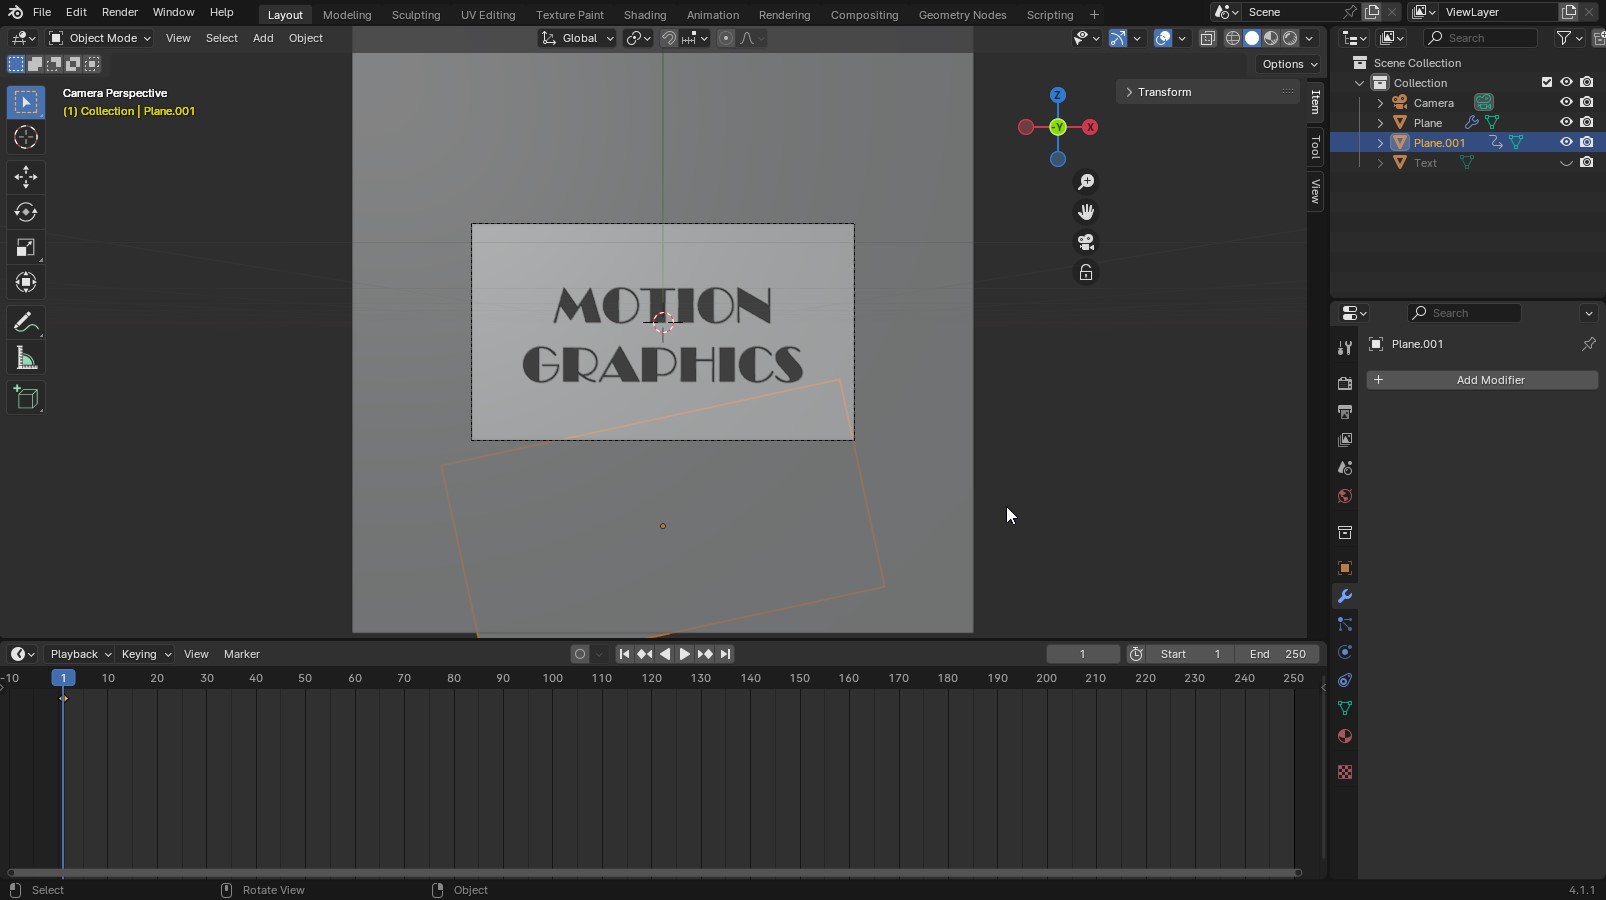 File Edit Render Window Help Layout Modeling Sculpting UV Editing Texture Paint Shading Animation Rendering Compositing Geometry Nodes Scripting + Scene ViewLayer
Object Mode View Select Add Object Global Search
Options
Camera Perspective
(1) Collection | Plane.001
Z
-Y X
Transform
Item
Tool
View
MOTION
GRAPHICS
Scene Collection
Collection
Camera
Plane
Plane.001
Text
Search
Plane.001
+ Add Modifier
Playback Keying View Marker 1 Start 1 End 250
-10 1 10 20 30 40 50 60 70 80 90 100 110 120 130 140 150 160 170 180 190 200 210 220 230 240 250
Select Rotate View Object 4.1.1